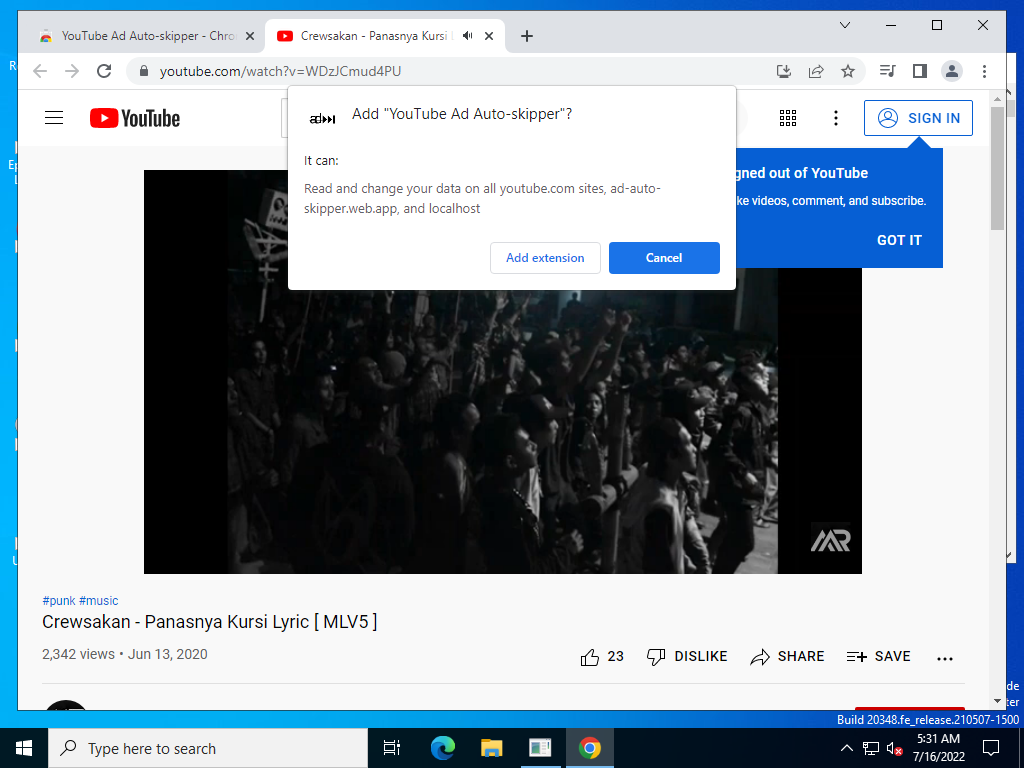 YouTube Ad Auto-skipper - Chro
Crewsakan - Panasnya Kursi L
youtube.com/watch?v=WDzJCmud4PU
YouTube
SIGN IN
ad
Add "YouTube Ad Auto-skipper"?
It can:
Read and change your data on all youtube.com sites, ad-auto-
skipper.web.app, and localhost
Add extension
Cancel
gned out of YouTube
ke videos, comment, and subscribe.
GOT IT
MR
#punk #music
Crewsakan - Panasnya Kursi Lyric [ MLV5 ]
2,342 views • Jun 13, 2020
23
DISLIKE
SHARE
SAVE
Build 20348.fe_release.210507-1500
Type here to search
5:31 AM
7/16/2022